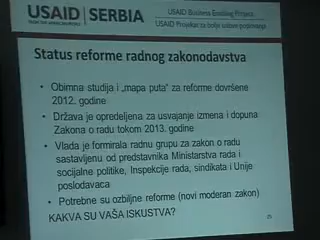 USAID | SERBIA
USAID Business Enabling Project
USAID Projekat za bolje uslove poslovanja
Status reforme radnog zakonodavstva
• Obimna studija i „mapa puta“ za reforme dovršene
2012. godine
• Država je opredeljena za usvajanje izmena i dopuna
Zakona o radu tokom 2013. godine
• Vlada je formirala radnu grupu za zakon o radu
sastavljenu od predstavnika Ministarstva rada i
socijalne politike, Inspekcije rada, sindikata i Unije
poslodavaca
• Potrebne su ozbiljne reforme (novi moderan zakon)
KAKVA SU VAŠA ISKUSTVA?